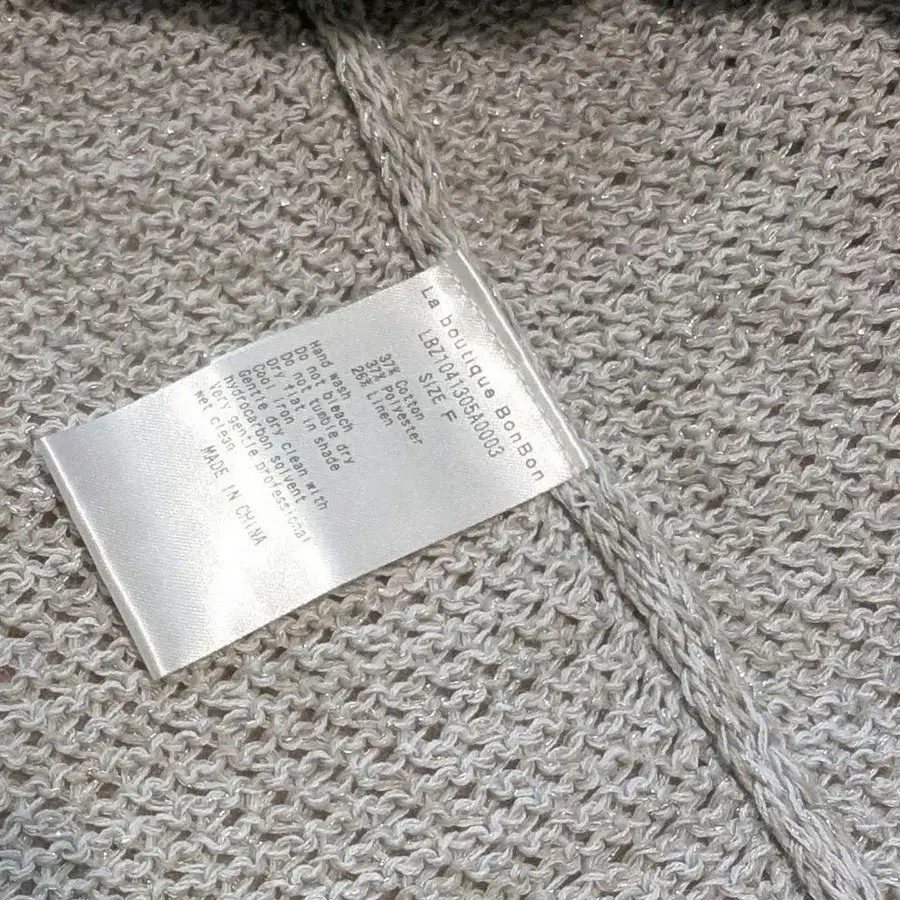 La boutique BonBon
LBZ1041305A0003
SIZE F
37% Cotton
37% Polyester
26% Linen
Hand wash
Do not bleach
Do not tumble dry
Dry flat in shade
Cool iron
Gentle dry clean with
hydrocarbon solvent
Very gentle professional
wet clean
MADE IN CHINA